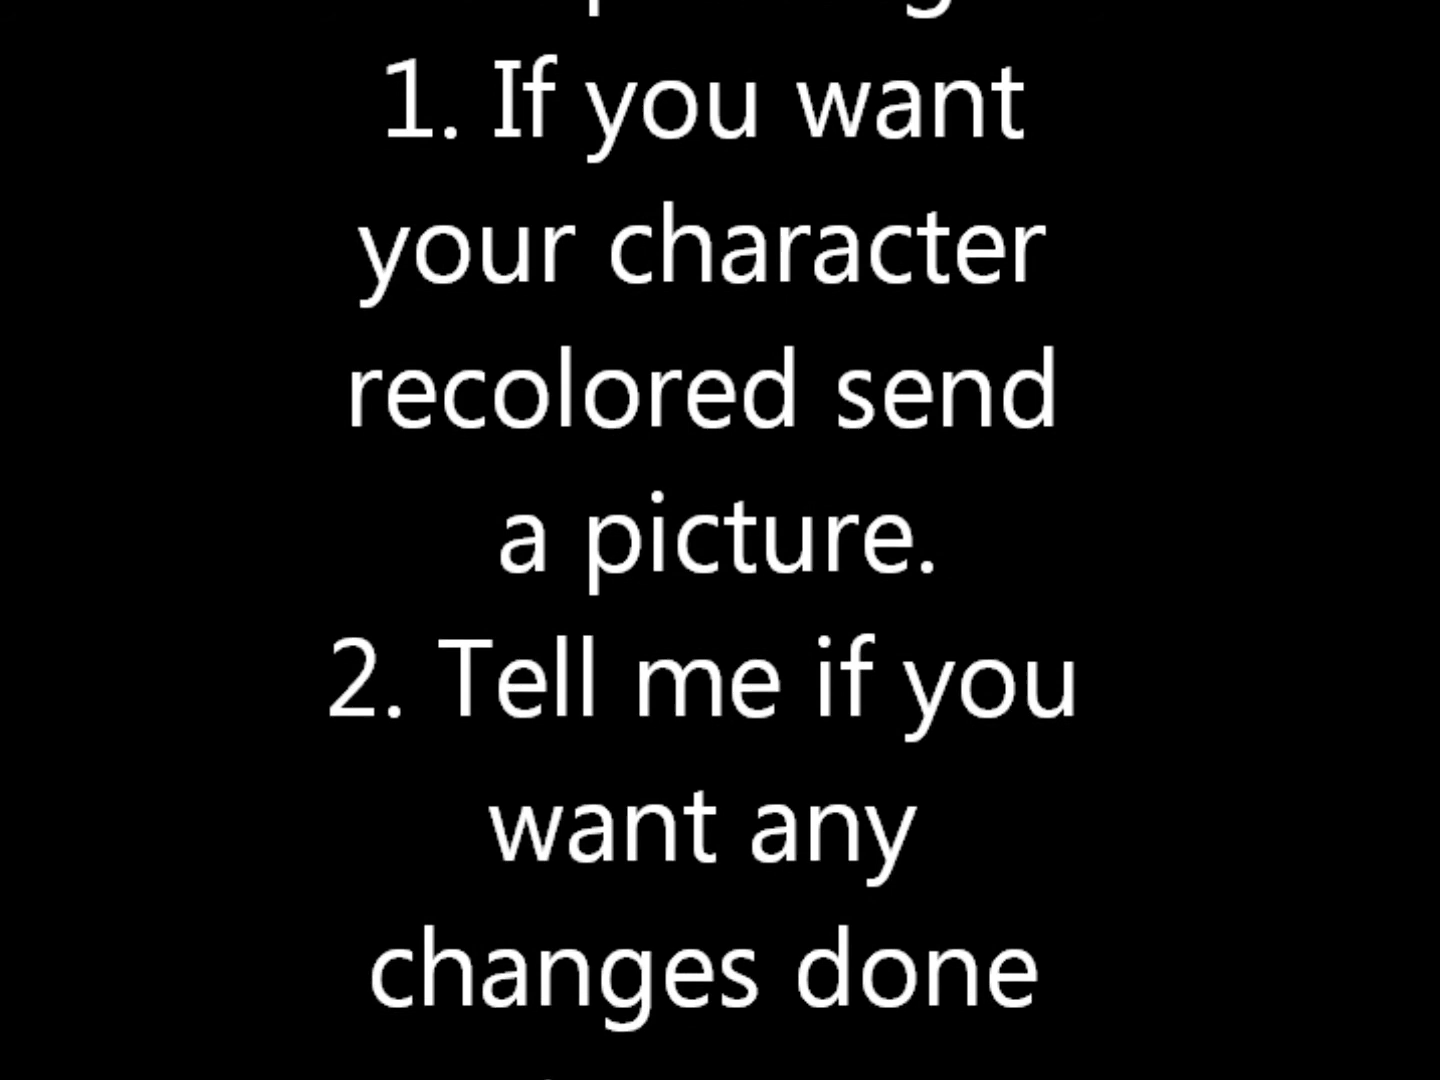 1. If you want
your character
recolored send
a picture.
2. Tell me if you
want any
changes done